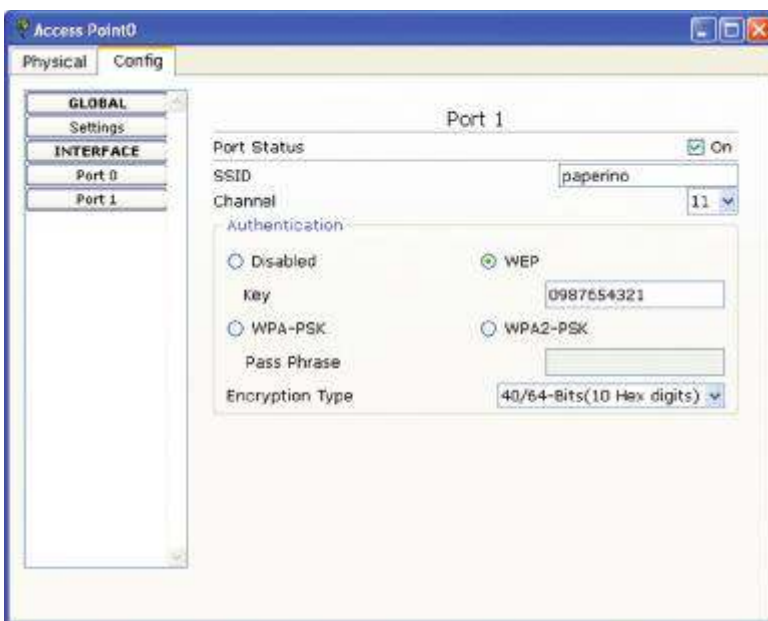 Access Point0
Physical Config
GLOBAL
Settings
INTERFACE
Port 0
Port 1
Port 1
Port Status On
SSID paperino
Channel 11
Authentication
Disabled WEP
Key 0987654321
WPA-PSK WPA2-PSK
Pass Phrase
Encryption Type 40/64-Bits(10 Hex digits)